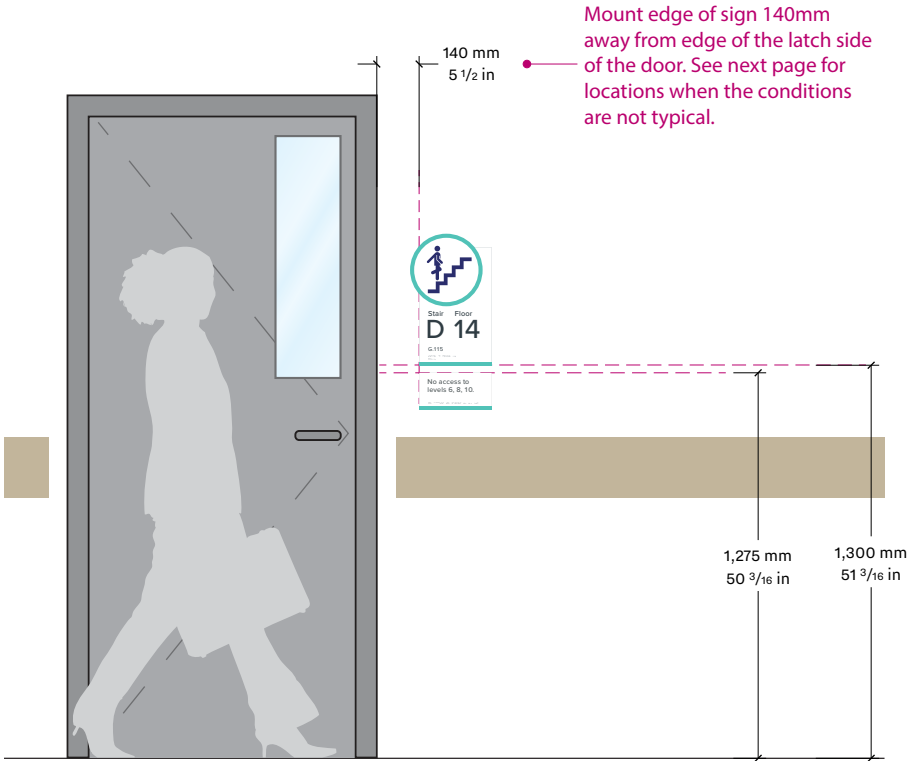 Mount edge of sign 140mm
away from edge of the latch side
of the door. See next page for
locations when the conditions
are not typical.
140 mm
5 1/2 in
Stair Floor
D 14
G.115
No access to
levels 6, 8, 10.
1,275 mm
50 3/16 in
1,300 mm
51 3/16 in